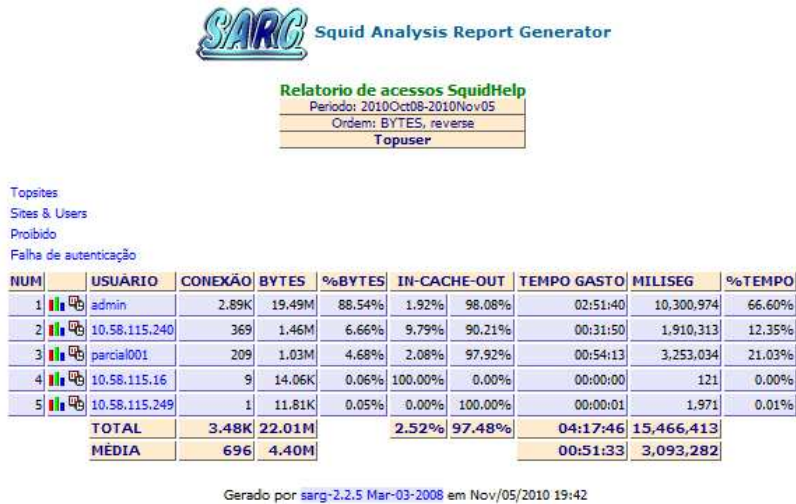 SARG Squid Analysis Report Generator
Relatorio de acessos SquidHelp
Periodo: 2010Oct08-2010Nov05
Ordem: BYTES, reverse
Topuser
Topsites
Sites & Users
Proibido
Falha de autenticação
NUM USUÁRIO CONEXÃO BYTES %BYTES IN-CACHE-OUT TEMPO GASTO MILISEG %TEMPO
1 admin 2.89K 19.49M 88.54% 1.92% 98.08% 02:51:40 10,300,974 66.60%
2 10.58.115.240 369 1.46M 6.66% 9.79% 90.21% 00:31:50 1,910,313 12.35%
3 parcial001 209 1.03M 4.68% 2.08% 97.92% 00:54:13 3,253,034 21.03%
4 10.58.115.16 9 14.06K 0.06% 100.00% 0.00% 00:00:00 121 0.00%
5 10.58.115.249 1 11.81K 0.05% 0.00% 100.00% 00:00:01 1,971 0.01%
TOTAL 3.48K 22.01M 2.52% 97.48% 04:17:46 15,466,413
MÉDIA 696 4.40M 00:51:33 3,093,282
Gerado por sarg-2.2.5 Mar-03-2008 em Nov/05/2010 19:42